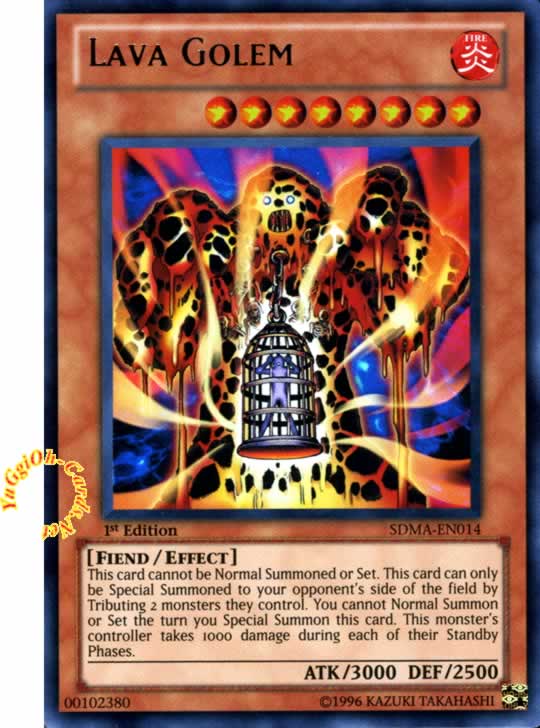 LAVA GOLEM
FIRE
炎
YuGgiOh-Cards.Net
1st Edition
SDMA-EN014
[FIEND / EFFECT]
This card cannot be Normal Summoned or Set. This card can only
be Special Summoned to your opponent's side of the field by
Tributing 2 monsters they control. You cannot Normal Summon
or Set the turn you Special Summon this card. This monster's
controller takes 1000 damage during each of their Standby
Phases.
ATK/3000 DEF/2500
00102380
©1996 KAZUKI TAKAHASHI